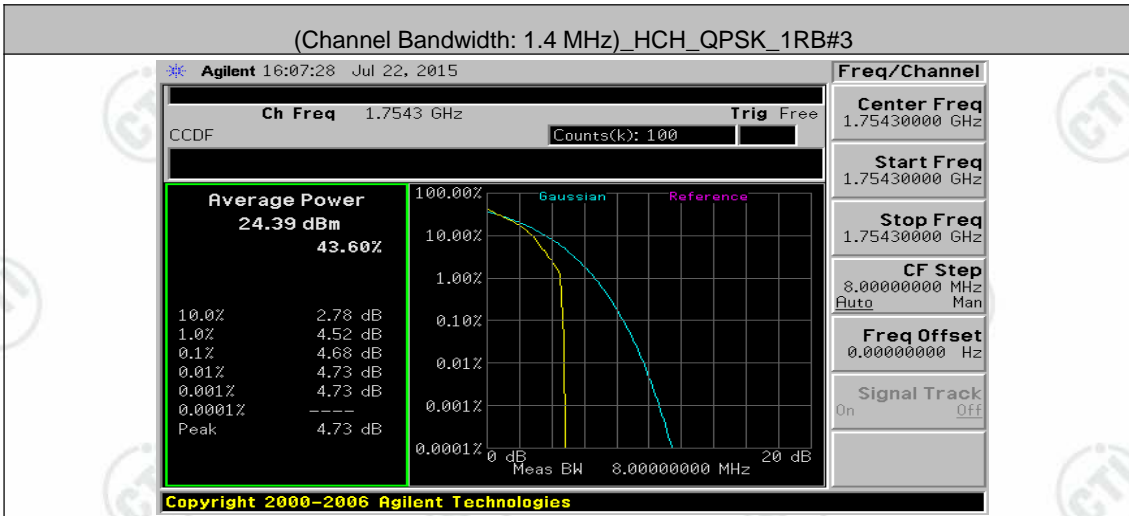 (Channel Bandwidth: 1.4 MHz)_HCH_QPSK_1RB#3
Agilent 16:07:28 Jul 22, 2015
Freq/Channel
Ch Freq 1.7543 GHz Trig Free
CCDF Counts(k): 100
Center Freq
1.75430000 GHz
Start Freq
1.75430000 GHz
Stop Freq
1.75430000 GHz
CF Step
8.00000000 MHz
Auto Man
Freq Offset
0.00000000 Hz
Signal Track
On Off
Average Power
24.39 dBm
43.60%
10.0% 2.78 dB
1.0% 4.52 dB
0.1% 4.68 dB
0.01% 4.73 dB
0.001% 4.73 dB
0.0001% ----
Peak 4.73 dB
Gaussian Reference
100.00%
10.00%
1.00%
0.10%
0.01%
0.001%
0.0001%
0 dB 20 dB
Meas BW 8.00000000 MHz
Copyright 2000-2006 Agilent Technologies
CTI
CTI
CTI
CTI